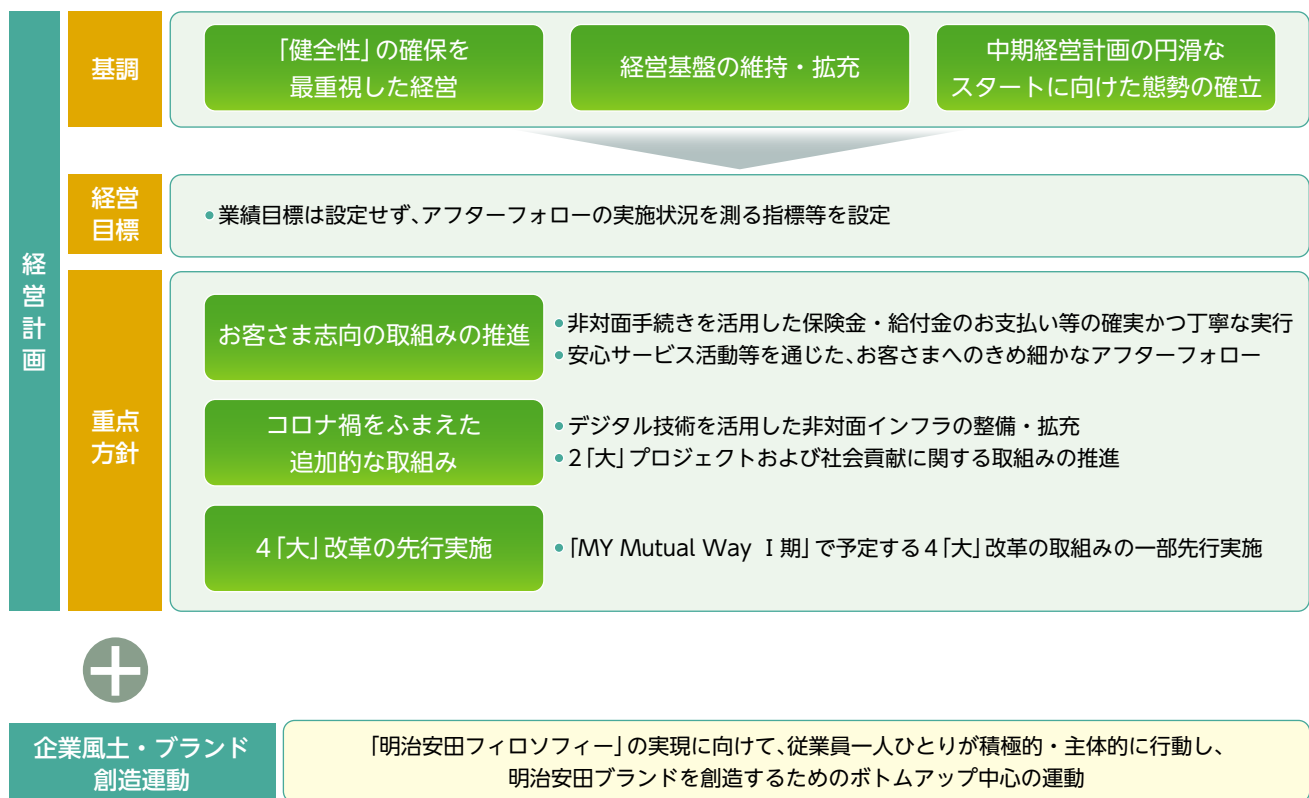 経営計画
基調
「健全性」の確保を
最重視した経営
経営基盤の維持・拡充
中期経営計画の円滑な
スタートに向けた態勢の確立
経営
目標
•業績目標は設定せず、アフターフォローの実施状況を測る指標等を設定
重点
方針
お客さま志向の取組みの推進
•非対面手続きを活用した保険金・給付金のお支払い等の確実かつ丁寧な実行
•安心サービス活動等を通じた、お客さまへのきめ細かなアフターフォロー
コロナ禍をふまえた
追加的な取組み
•デジタル技術を活用した非対面インフラの整備・拡充
•2「大」プロジェクトおよび社会貢献に関する取組みの推進
4「大」改革の先行実施
•「MY Mutual Way Ⅰ期」で予定する4「大」改革の取組みの一部先行実施
企業風土・ブランド
創造運動
「明治安田フィロソフィー」の実現に向けて、従業員一人ひとりが積極的・主体的に行動し、
明治安田ブランドを創造するためのボトムアップ中心の運動